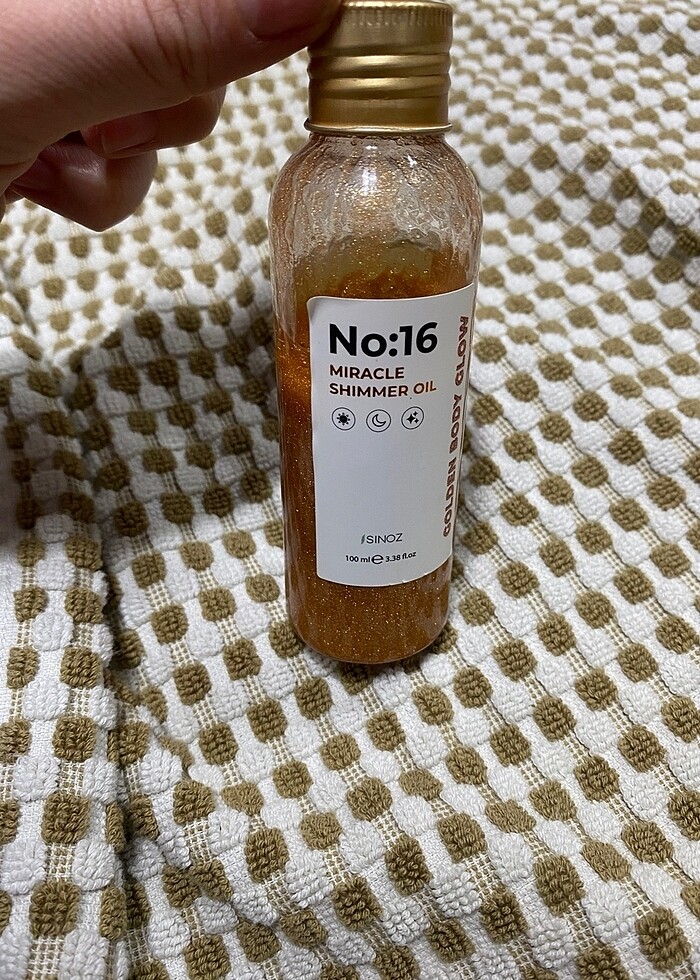 No:16
MIRACLE
SHIMMER OIL
GOLDEN BODY GLOW
SINOZ
100 ml ℮ 3.38 fl.oz